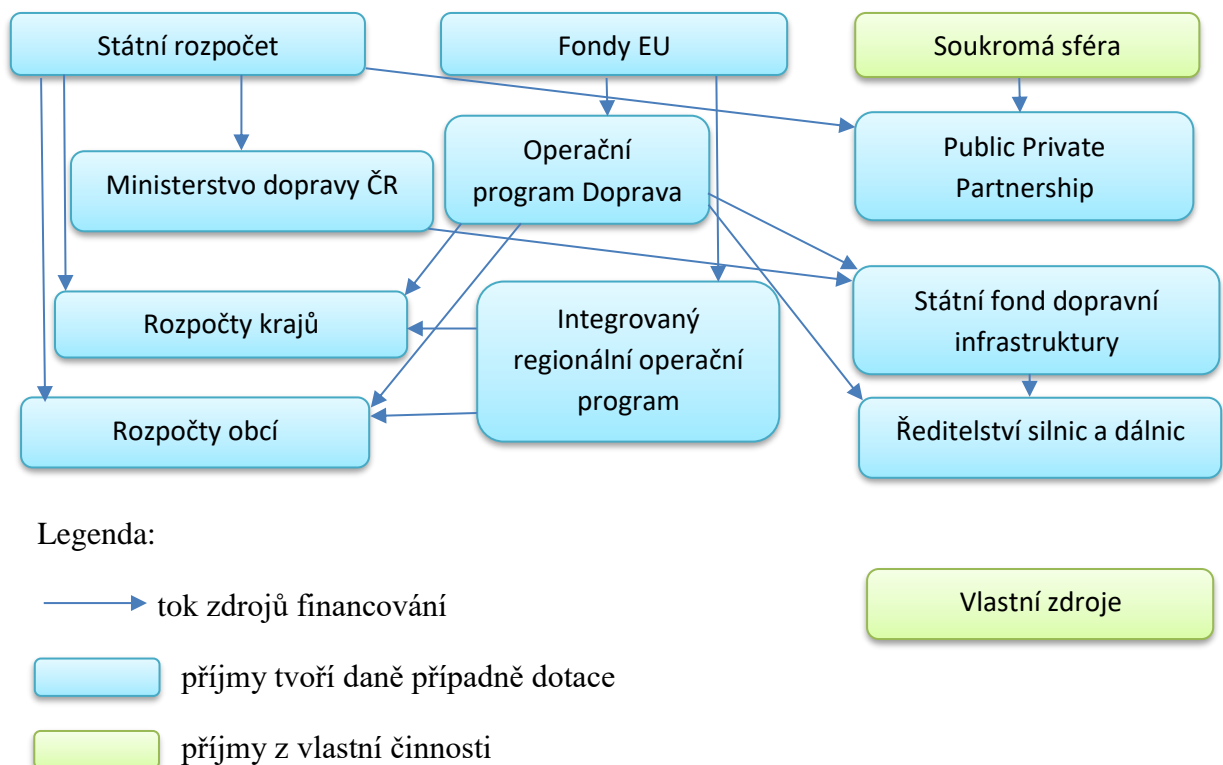 Státní rozpočet
Fondy EU
Soukromá sféra
Operační
program Doprava
Public Private
Partnership
Ministerstvo dopravy ČR
Rozpočty krajů
Integrovaný
regionální operační
program
Státní fond dopravní
infrastruktury
Rozpočty obcí
Ředitelství silnic a dálnic
Legenda:
tok zdrojů financování
Vlastní zdroje
příjmy tvoří daně případně dotace
příjmy z vlastní činnosti